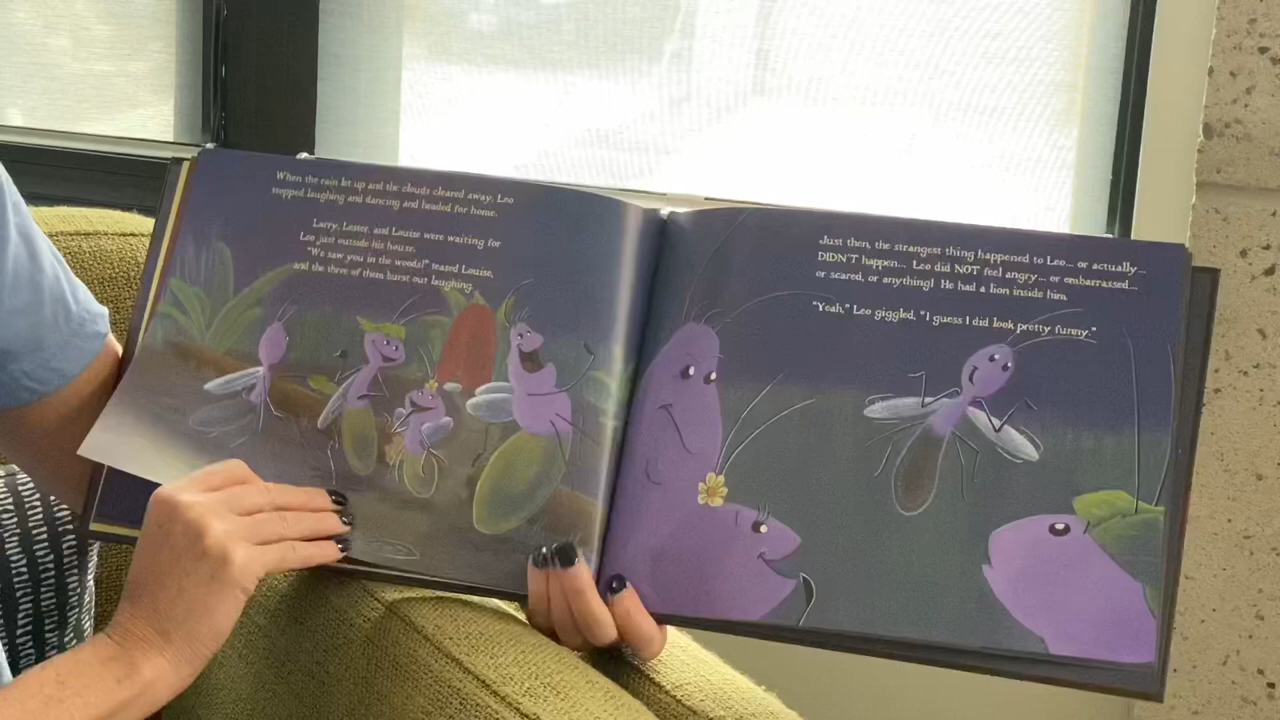 When the rain let up and the clouds cleared away, Leo
stopped laughing and dancing and headed for home.
Larry, Lester, and Louise were waiting for
Leo just outside his house.
"We saw you in the woods!" teased Louise,
and the three of them burst out laughing.
Just then, the strangest thing happened to Leo... or actually...
DIDN'T happen... Leo did NOT feel angry... or embarrassed...
or scared, or anything! He had a lion inside him.
"Yeah," Leo giggled, "I guess I did look pretty funny."